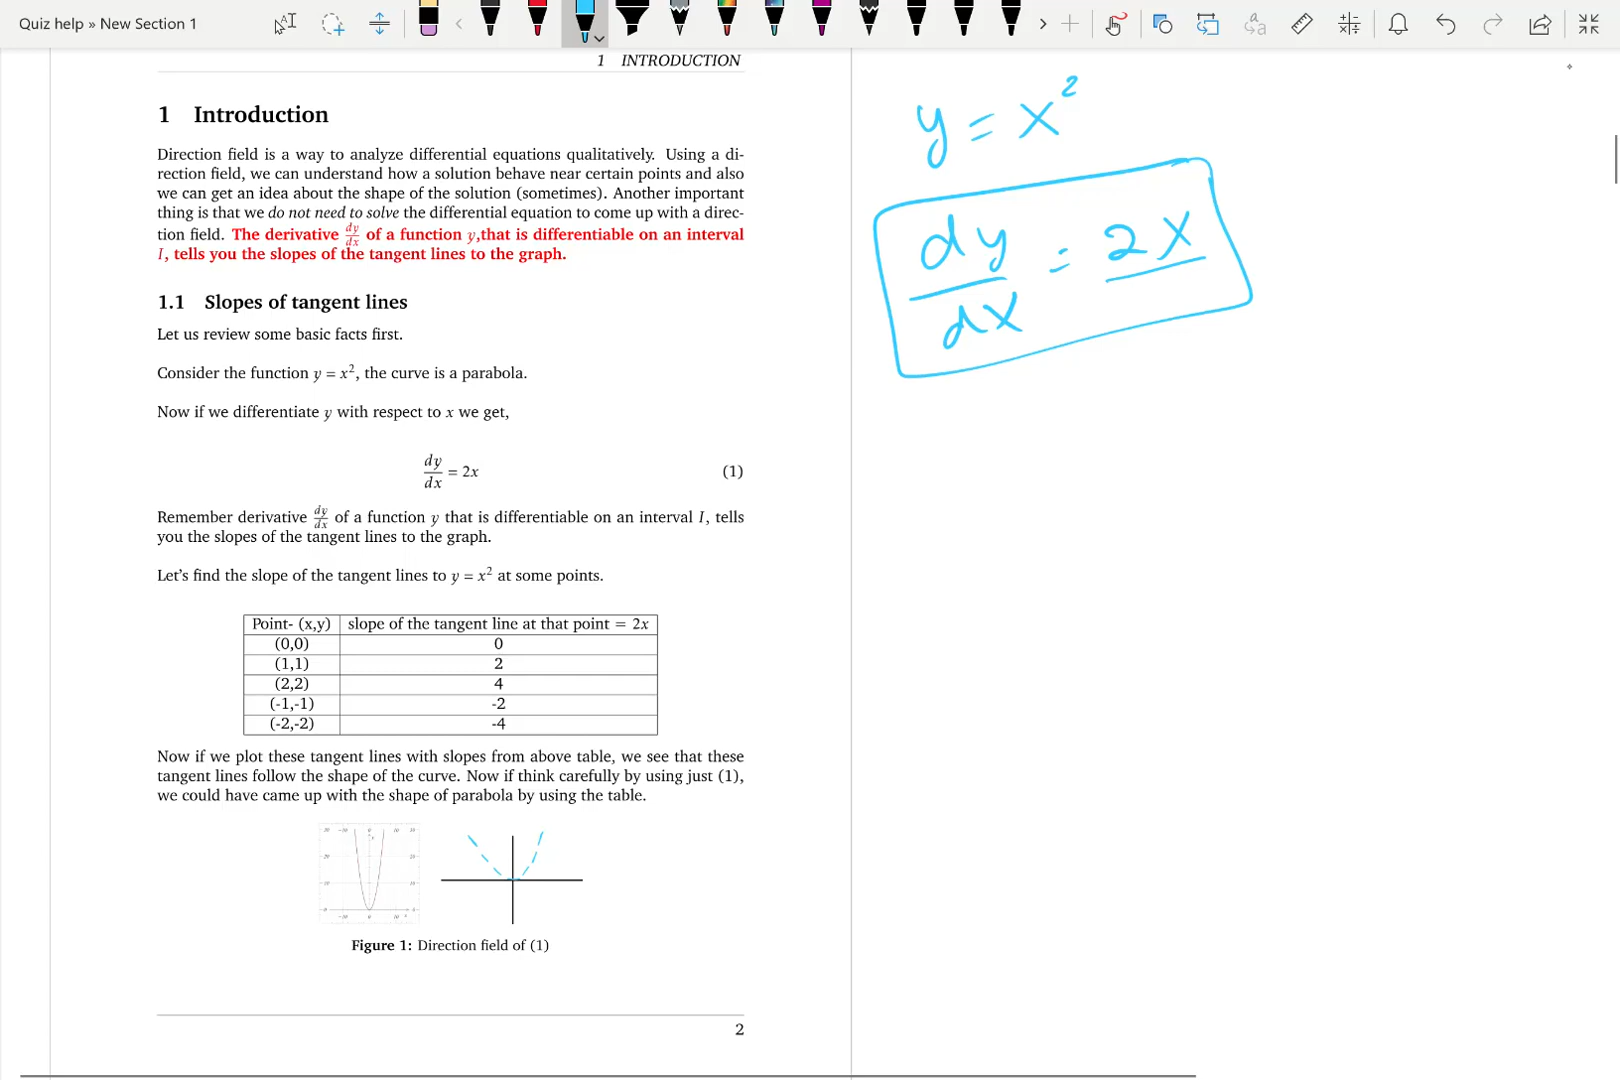 Quiz help » New Section 1
1 INTRODUCTION
1 Introduction
Direction field is a way to analyze differential equations qualitatively. Using a di-
rection field, we can understand how a solution behave near certain points and also
we can get an idea about the shape of the solution (sometimes). Another important
thing is that we do not need to solve the differential equation to come up with a direc-
tion field. The derivative dy/dx of a function y,that is differentiable on an interval
I, tells you the slopes of the tangent lines to the graph.
1.1 Slopes of tangent lines
Let us review some basic facts first.
Consider the function y = x², the curve is a parabola.
Now if we differentiate y with respect to x we get,
dy/dx = 2x (1)
Remember derivative dy/dx of a function y that is differentiable on an interval I, tells
you the slopes of the tangent lines to the graph.
Let's find the slope of the tangent lines to y = x² at some points.
Point- (x,y) slope of the tangent line at that point = 2x
(0,0) 0
(1,1) 2
(2,2) 4
(-1,-1) -2
(-2,-2) -4
Now if we plot these tangent lines with slopes from above table, we see that these
tangent lines follow the shape of the curve. Now if think carefully by using just (1),
we could have came up with the shape of parabola by using the table.
Figure 1: Direction field of (1)
2
y = x²
dy/dx = 2x